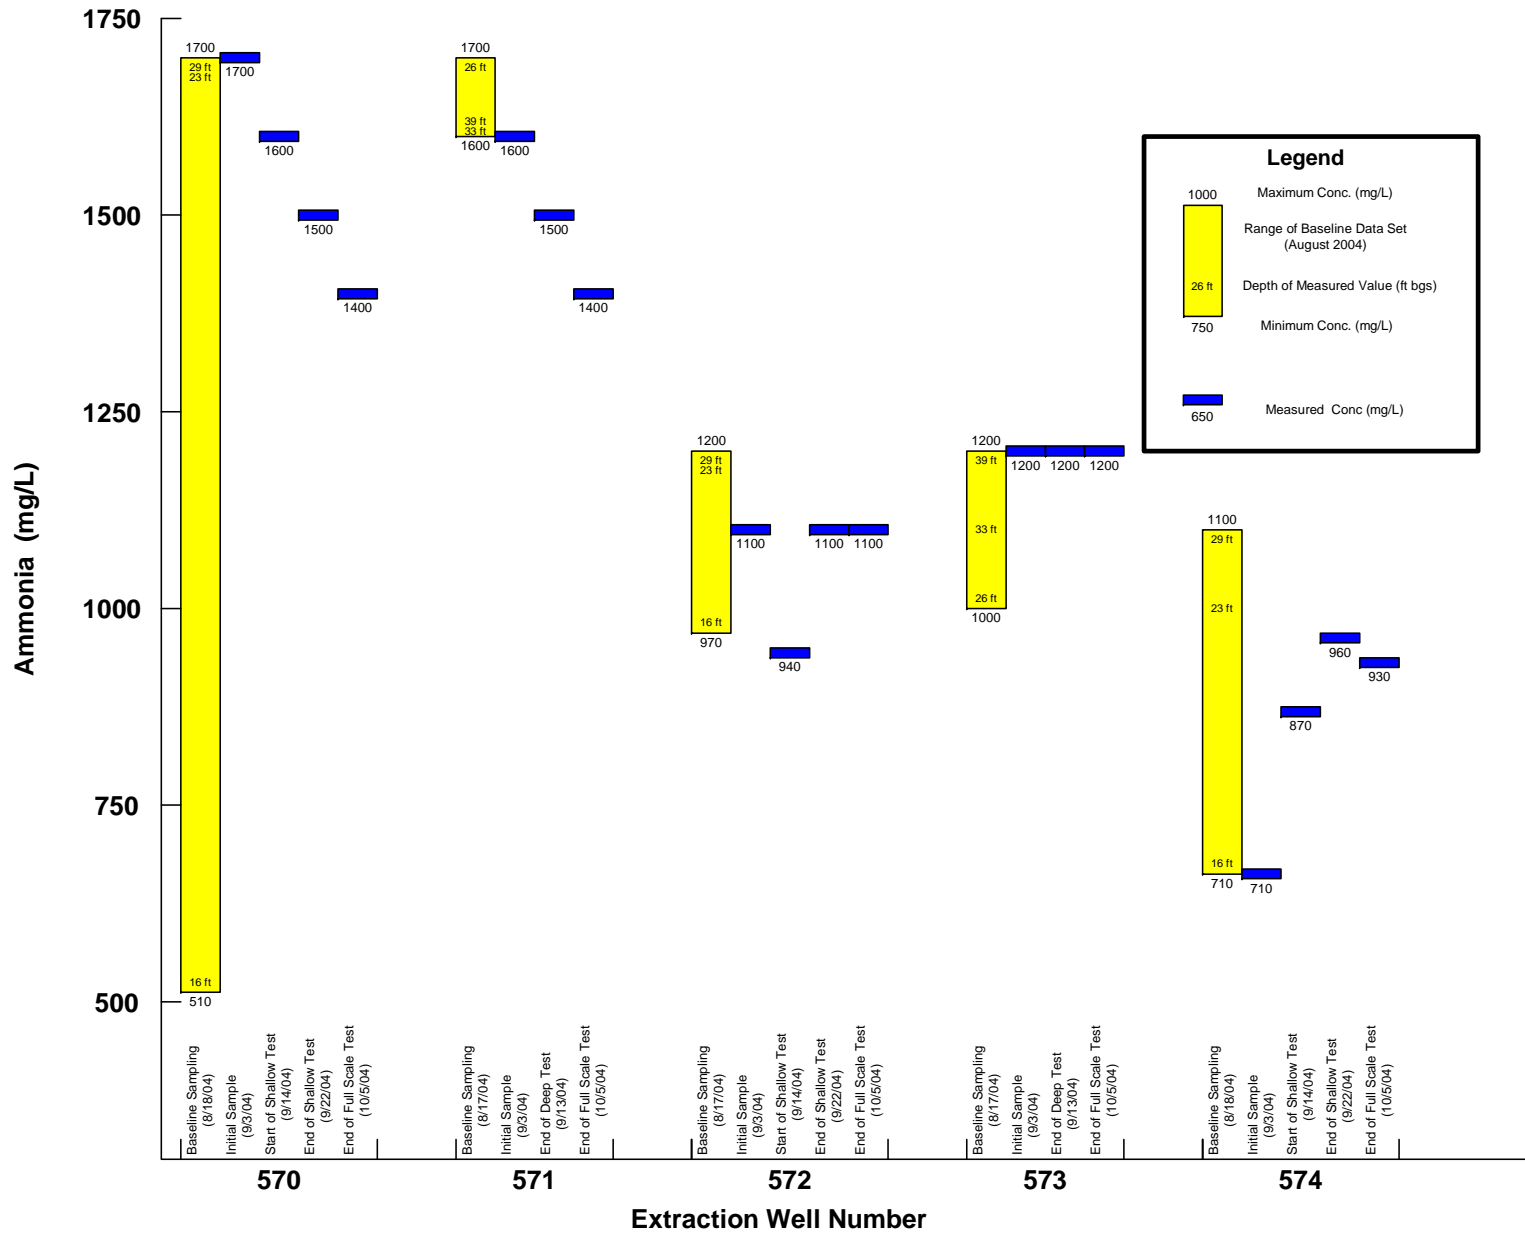 1750
1500
1250
1000
750
500
Ammonia (mg/L)
1700
29 ft
23 ft
16 ft
510
1700
1600
1500
1400
1700
26 ft
39 ft
33 ft
1600
1600
1500
1400
1200
29 ft
23 ft
16 ft
970
1100
940
1100
1100
1200
39 ft
33 ft
26 ft
1000
1200
1200
1200
1100
29 ft
23 ft
16 ft
710
710
870
960
930
Legend
1000
Maximum Conc. (mg/L)
Range of Baseline Data Set
(August 2004)
26 ft
Depth of Measured Value (ft bgs)
750
Minimum Conc. (mg/L)
650
Measured Conc (mg/L)
Baseline Sampling
(8/18/04)
Initial Sample
(9/3/04)
Start of Shallow Test
(9/14/04)
End of Shallow Test
(9/22/04)
End of Full Scale Test
(10/5/04)
Baseline Sampling
(8/17/04)
Initial Sample
(9/3/04)
End of Deep Test
(9/13/04)
End of Full Scale Test
(10/5/04)
Baseline Sampling
(8/17/04)
Initial Sample
(9/3/04)
Start of Shallow Test
(9/14/04)
End of Shallow Test
(9/22/04)
End of Full Scale Test
(10/5/04)
Baseline Sampling
(8/17/04)
Initial Sample
(9/3/04)
End of Deep Test
(9/13/04)
End of Full Scale Test
(10/5/04)
Baseline Sampling
(8/18/04)
Initial Sample
(9/3/04)
Start of Shallow Test
(9/14/04)
End of Shallow Test
(9/22/04)
End of Full Scale Test
(10/5/04)
570
571
572
573
574
Extraction Well Number